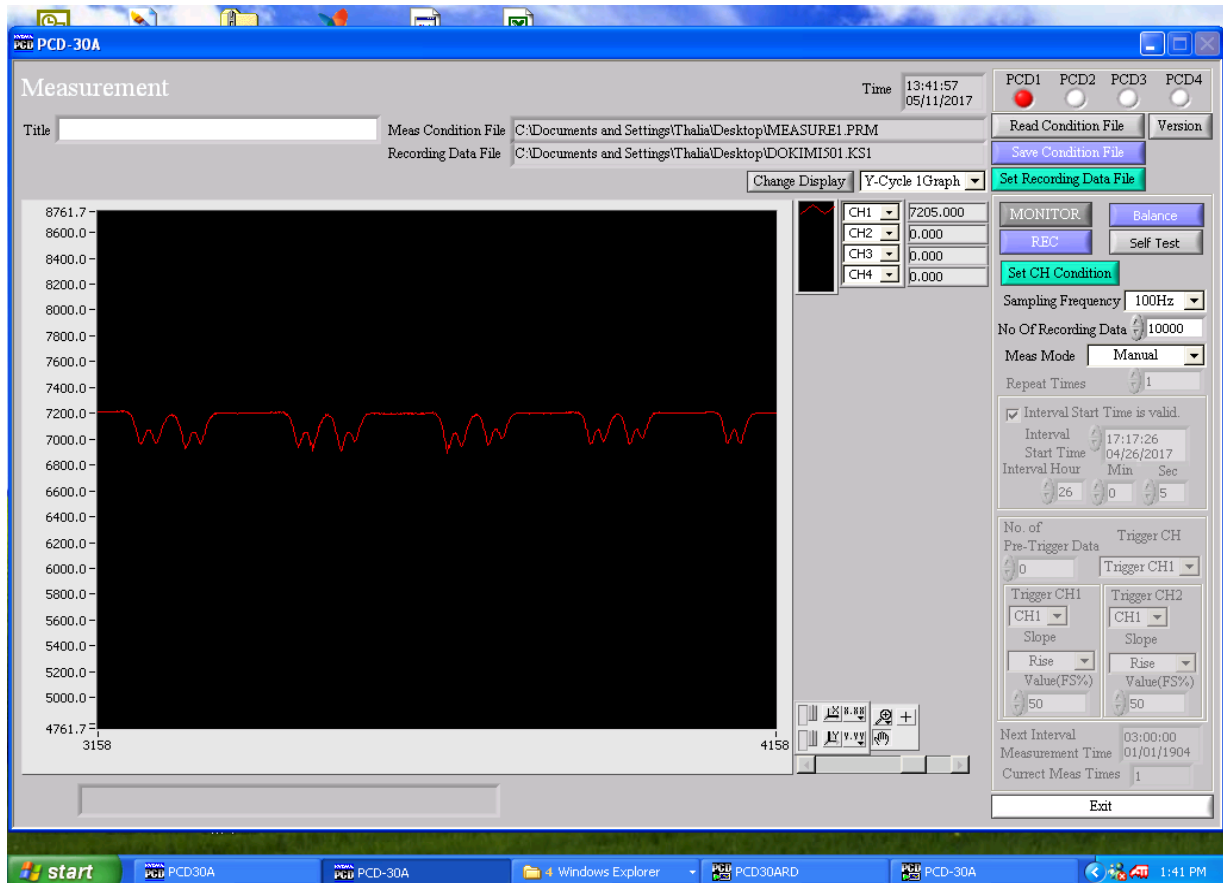 PCD-30A
Measurement
Time 13:41:57
05/11/2017
PCD1 PCD2 PCD3 PCD4
Title
Meas Condition File C:\Documents and Settings\Thalia\Desktop\MEASURE1.PRM
Read Condition File Version
Recording Data File C:\Documents and Settings\Thalia\Desktop\DOKIMI501.KS1
Save Condition File
Change Display Y-Cycle 1Graph
Set Recording Data File
8761.7
8600.0
8400.0
8200.0
8000.0
7800.0
7600.0
7400.0
7200.0
7000.0
6800.0
6600.0
6400.0
6200.0
6000.0
5800.0
5600.0
5400.0
5200.0
5000.0
4761.7
3158 4158
CH1 7205.000
CH2 0.000
CH3 0.000
CH4 0.000
X 8.88
Y Y.YY
MONITOR Balance
REC Self Test
Set CH Condition
Sampling Frequency 100Hz
No Of Recording Data 10000
Meas Mode Manual
Repeat Times 1
Interval Start Time is valid.
Interval
Start Time
17:17:26
04/26/2017
Interval Hour Min Sec
26 0 5
No. of
Pre-Trigger Data
0
Trigger CH
Trigger CH1
Trigger CH1 Trigger CH2
CH1 CH1
Slope Slope
Rise Rise
Value(FS%) Value(FS%)
50 50
Next Interval
Measurement Time
03:00:00
01/01/1904
Currect Meas Times 1
Exit
start PCD30A PCD-30A 4 Windows Explorer PCD30ARD PCD-30A 1:41 PM